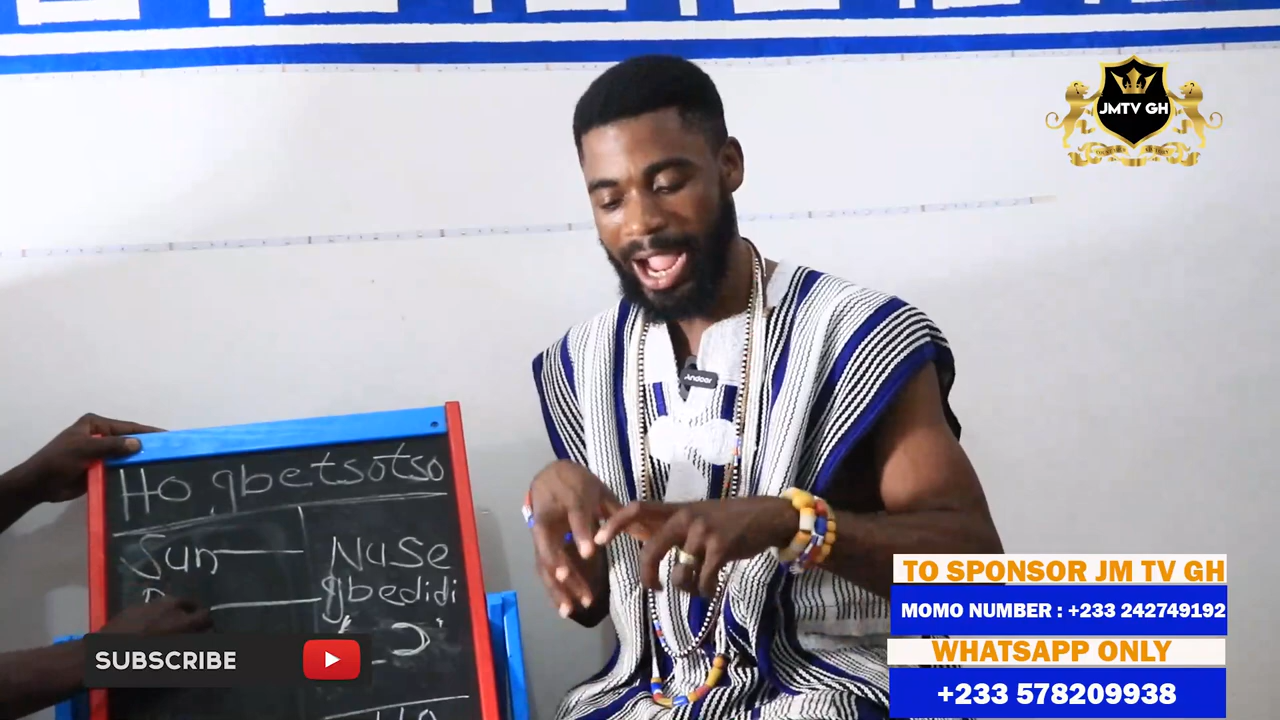 JMTV GH
Andoer
Ho, gbetsotso
Sun
NuSe
gbedidi
SUBSCRIBE
TO SPONSOR JM TV GH
MOMO NUMBER : +233 242749192
WHATSAPP ONLY
+233 578209938